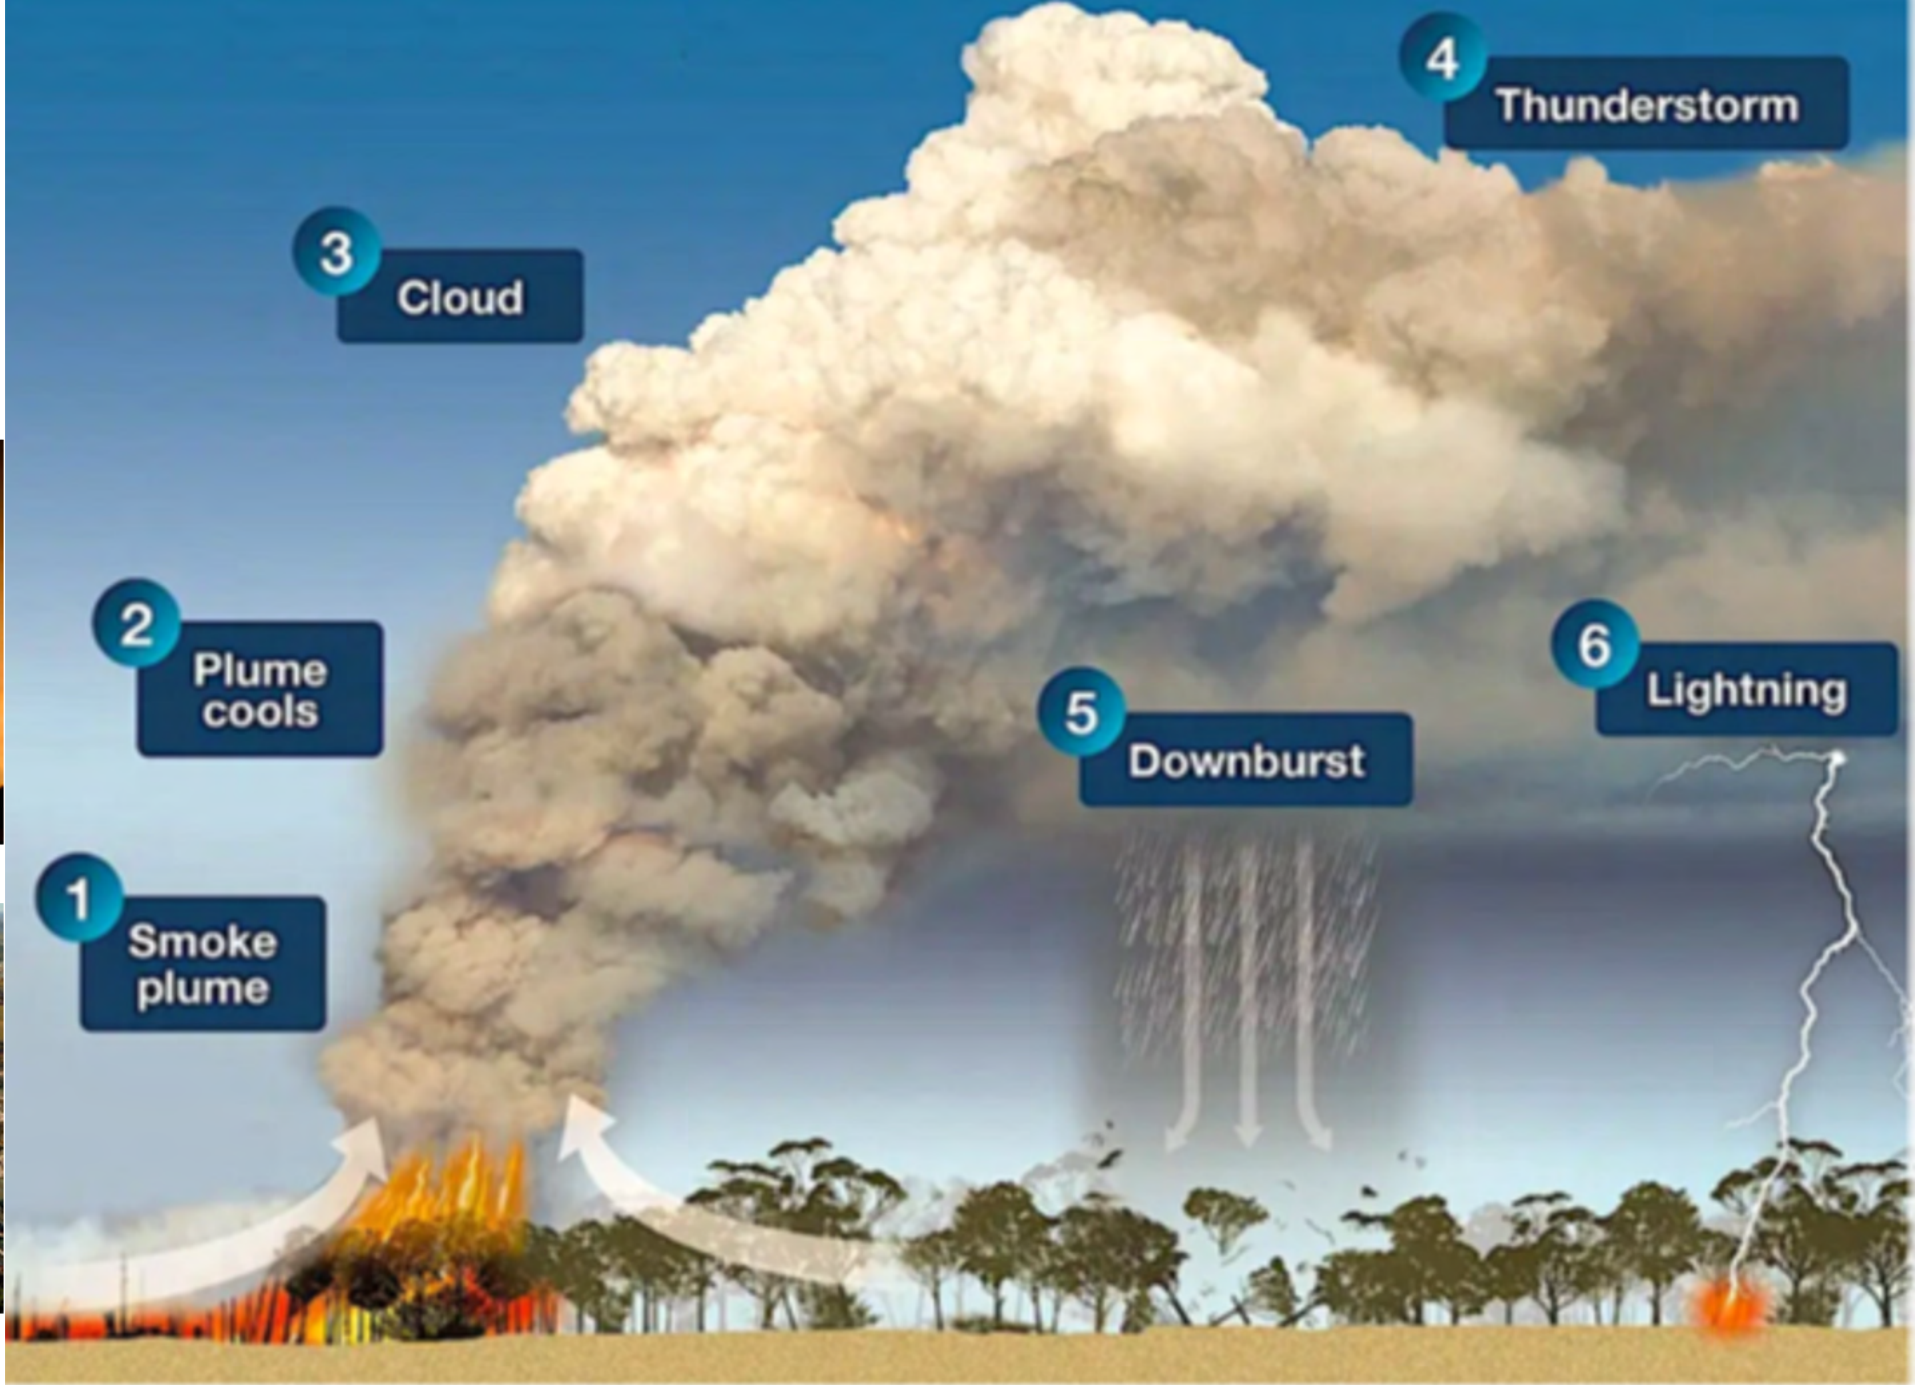 1
Smoke
plume
2
Plume
cools
3
Cloud
4
Thunderstorm
5
Downburst
6
Lightning